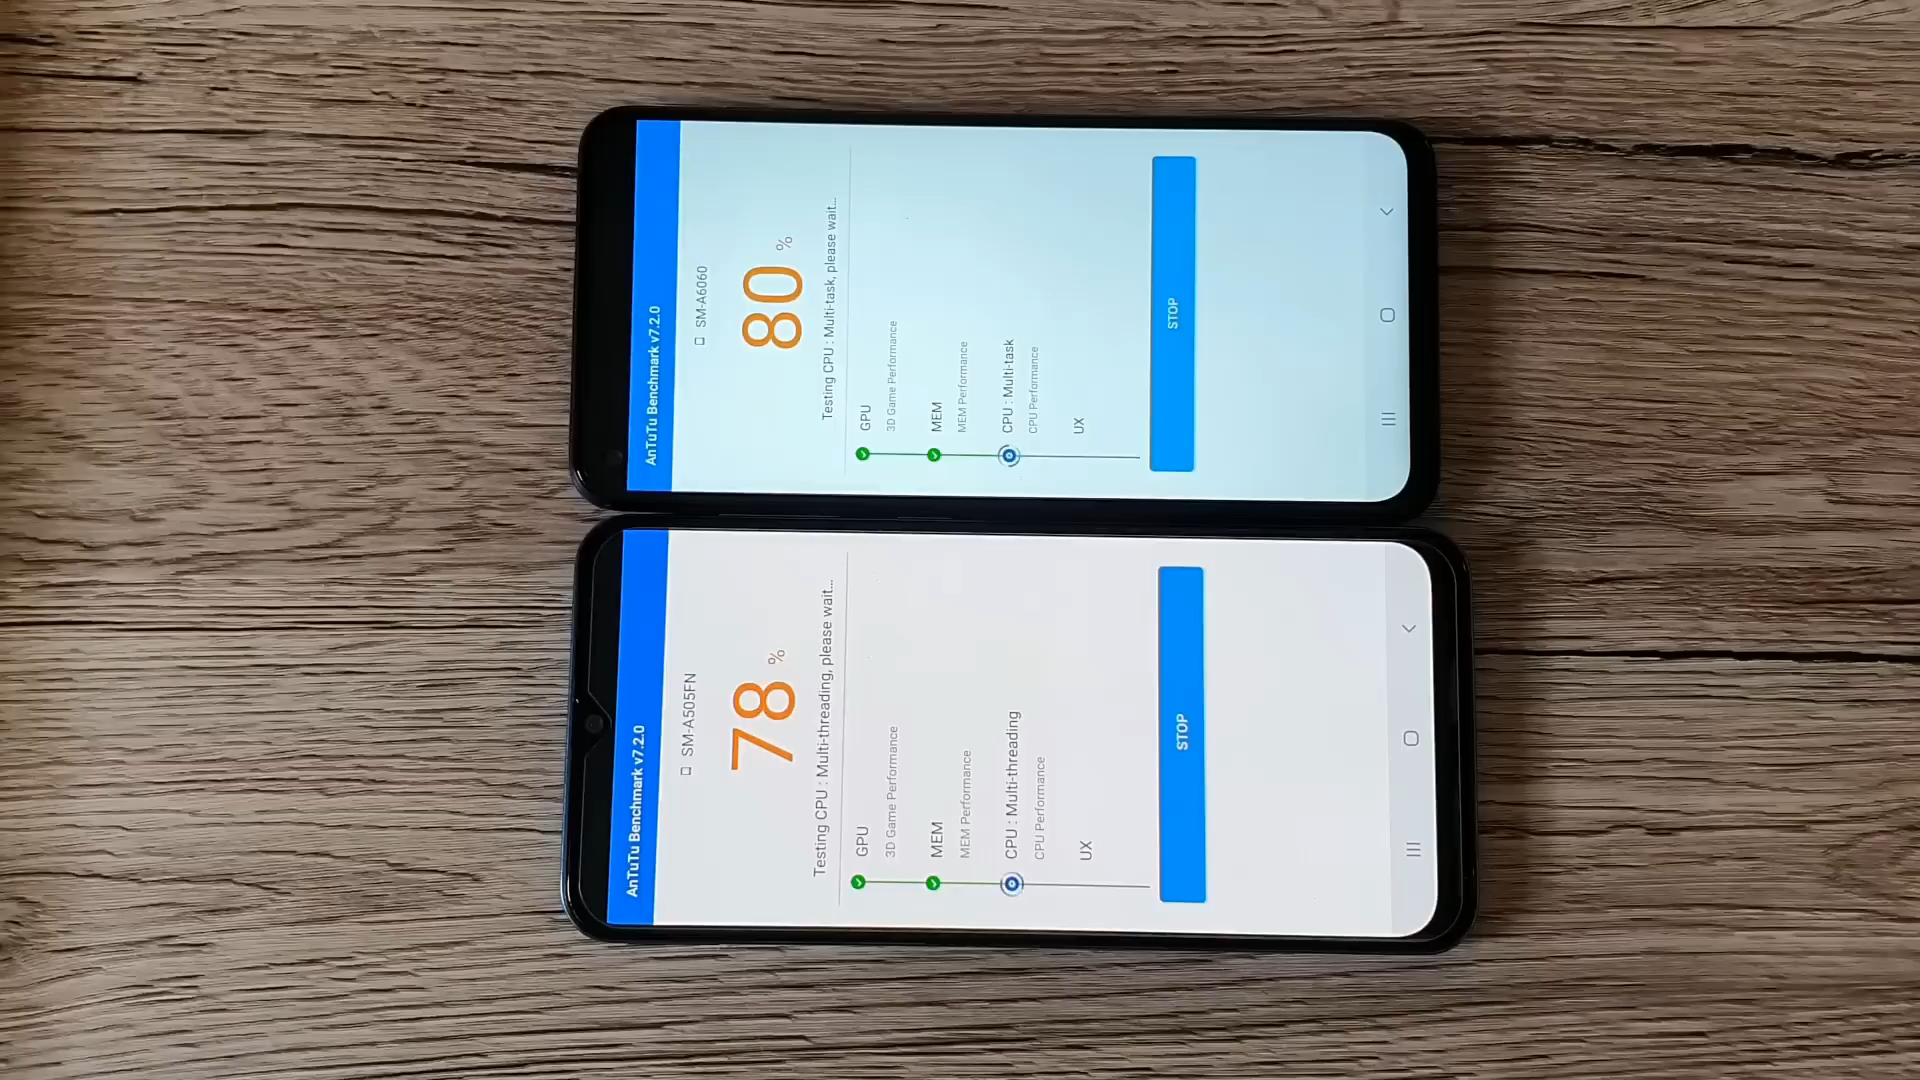 AnTuTu Benchmark v7.2.0
SM-A6060
80 %
Testing CPU : Multi-task, please wait...
GPU
3D Game Performance
MEM
MEM Performance
CPU : Multi-task
CPU Performance
UX
STOP
AnTuTu Benchmark v7.2.0
SM-A505FN
78 %
Testing CPU : Multi-threading, please wait...
GPU
3D Game Performance
MEM
MEM Performance
CPU : Multi-threading
CPU Performance
UX
STOP